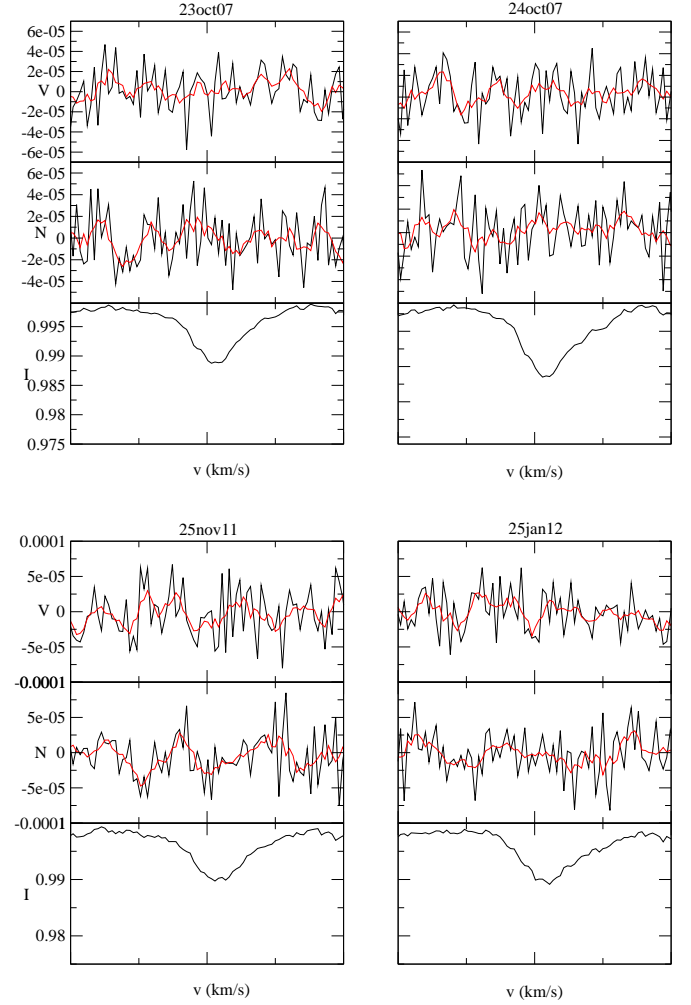 23oct07
24oct07
6e-05
4e-05
2e-05
V 0
-2e-05
-4e-05
-6e-05
6e-05
4e-05
2e-05
N 0
-2e-05
-4e-05
0.995
0.99
I
0.985
0.98
0.975
v (km/s)
v (km/s)
25nov11
25jan12
0.0001
5e-05
V 0
-5e-05
-0.0001
5e-05
N 0
-5e-05
-0.0001
0.99
I
0.98
v (km/s)
v (km/s)